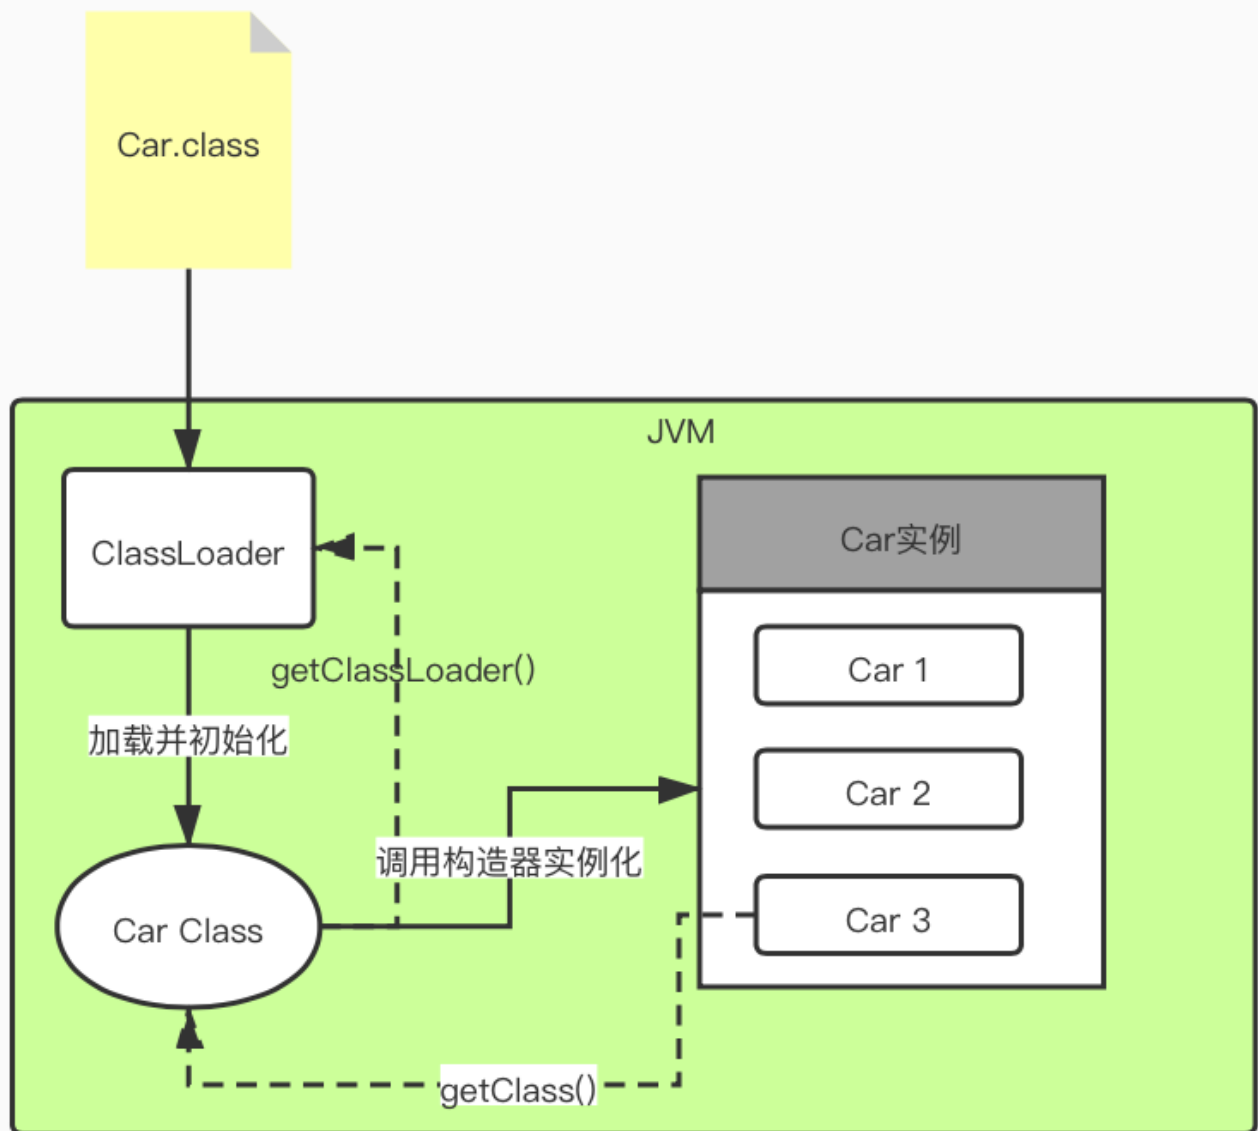 Car.class
JVM
Car实例
ClassLoader
getClassLoader()
Car 1
加载并初始化
Car 2
调用构造器实例化
Car Class
Car 3
getClass()